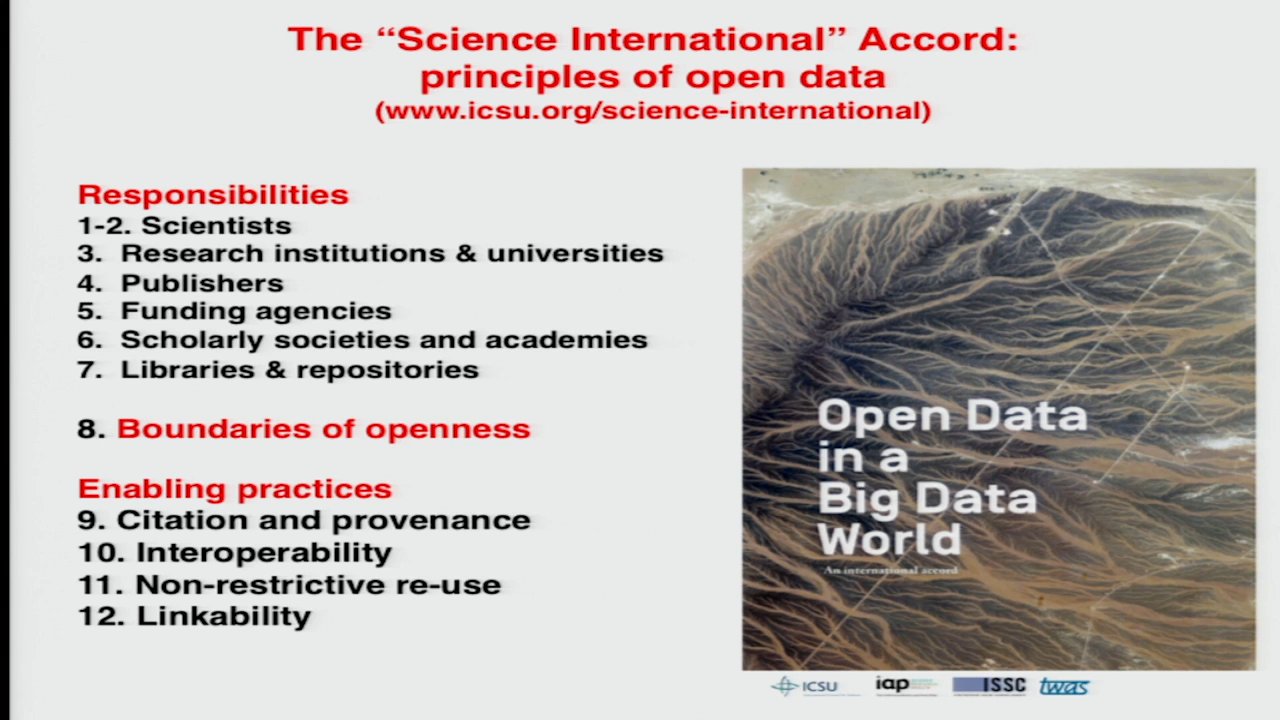 The “Science International” Accord:
principles of open data
(www.icsu.org/science-international)
Responsibilities
1-2. Scientists
3. Research institutions & universities
4. Publishers
5. Funding agencies
6. Scholarly societies and academies
7. Libraries & repositories
8. Boundaries of openness
Enabling practices
9. Citation and provenance
10. Interoperability
11. Non-restrictive re-use
12. Linkability
Open Data
in a
Big Data
World
An international accord
ICSU
iap
ISSC
twas